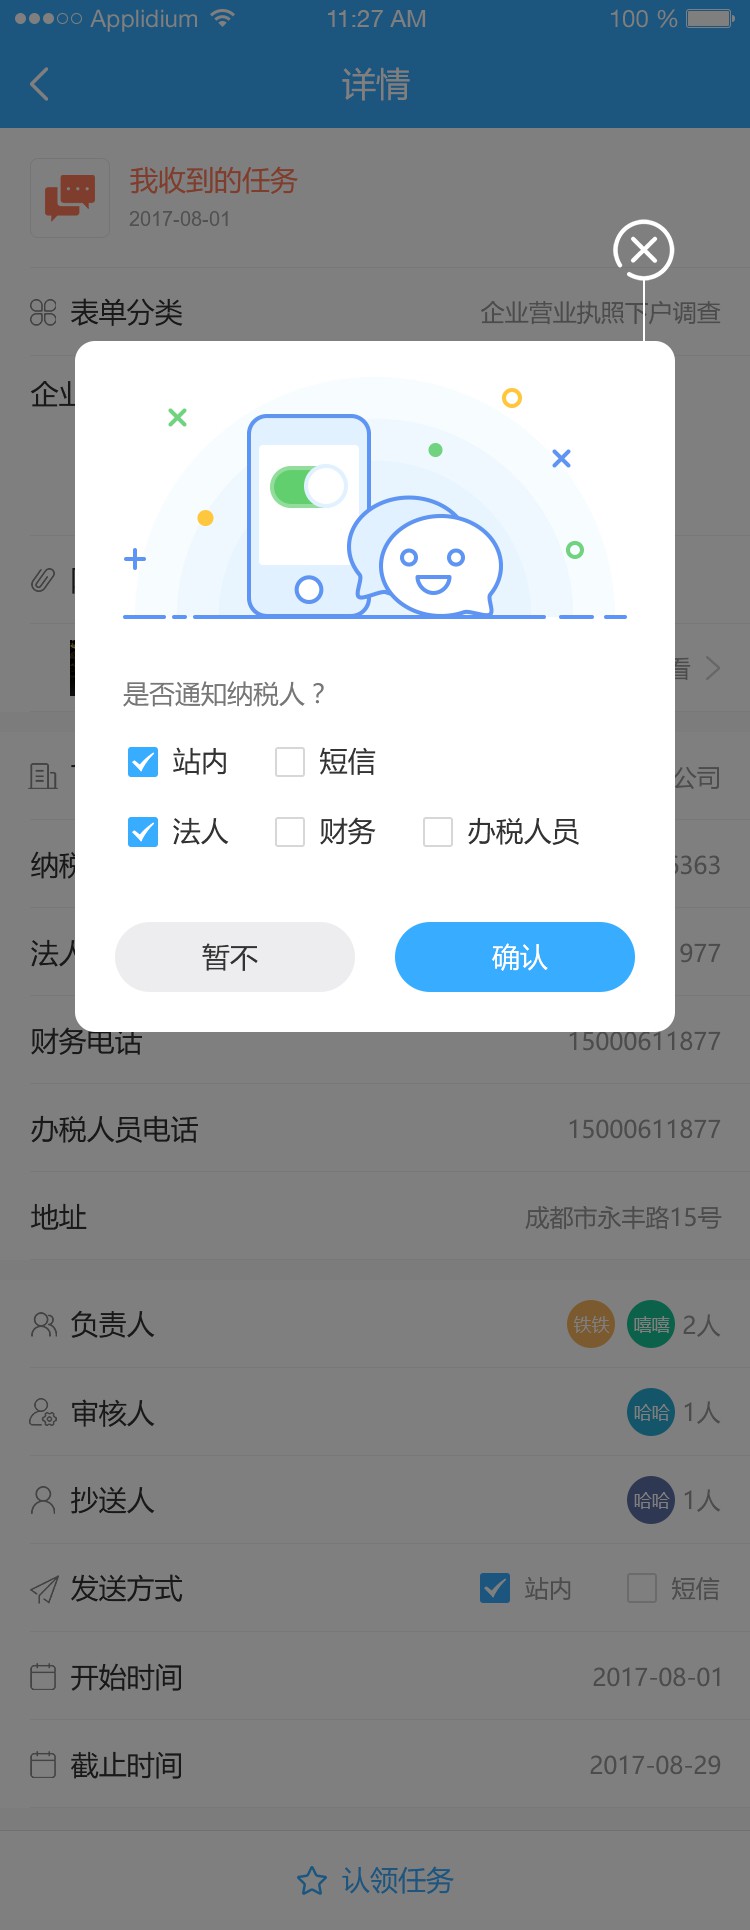 Applidium 11:27 AM 100 %
详情
我收到的任务
2017-08-01
表单分类 企业营业执照下户调查
企业
看
是否通知纳税人？
站内 短信
公司
法人 财务 办税人员
纳税 6363
暂不 确认
法人 977
财务电话 15000611877
办税人员电话 15000611877
地址 成都市永丰路15号
负责人 铁铁 嘻嘻 2人
审核人 哈哈 1人
抄送人 哈哈 1人
发送方式 站内 短信
开始时间 2017-08-01
截止时间 2017-08-29
认领任务